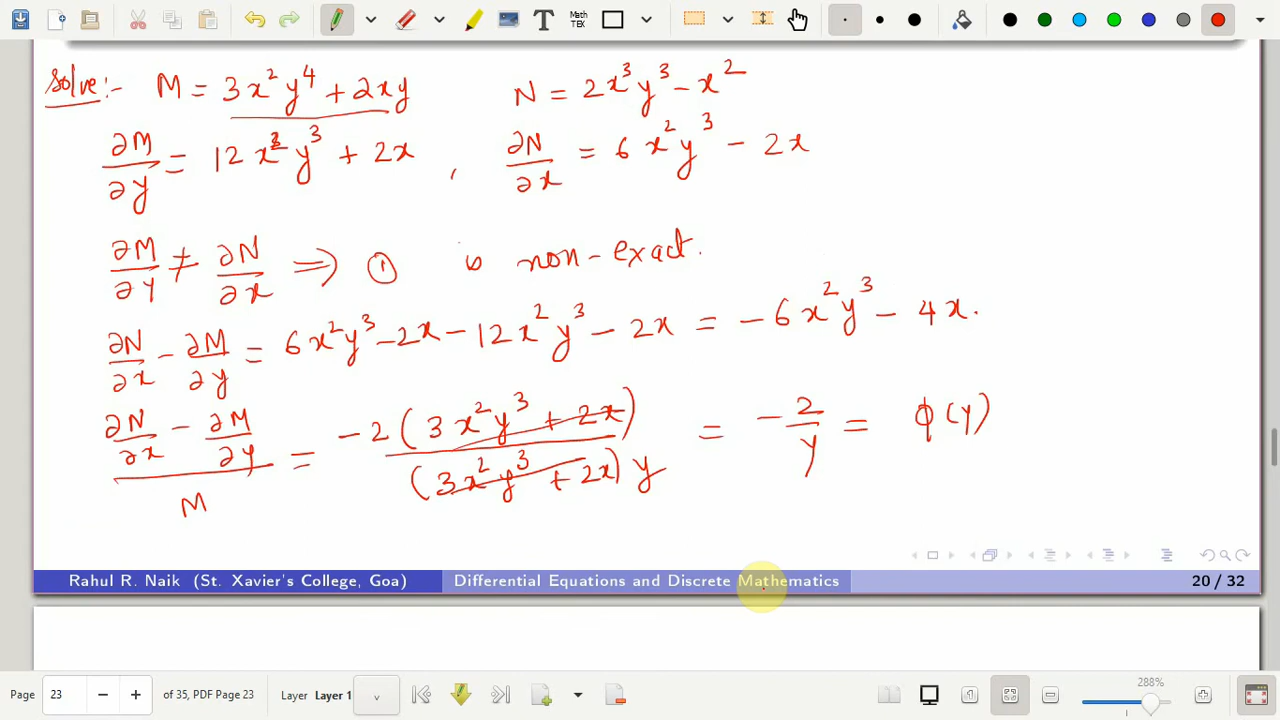 Math
TEX
Solve:- M = 3x²y⁴ + 2xy N = 2x³y³ - x²
∂M/∂y = 12x²y³ + 2x , ∂N/∂x = 6x²y³ - 2x
∂M/∂y ≠ ∂N/∂x ⟹ ① is non-exact.
∂N/∂x - ∂M/∂y = 6x²y³ - 2x - 12x²y³ - 2x = -6x²y³ - 4x.
(∂N/∂x - ∂M/∂y)/M = -2(3x²y³ + 2x)/(3x²y³ + 2x)y = -2/y = ϕ(y)
Rahul R. Naik (St. Xavier's College, Goa) Differential Equations and Discrete Mathematics 20 / 32
Page 23 of 35, PDF Page 23 Layer Layer 1 288%